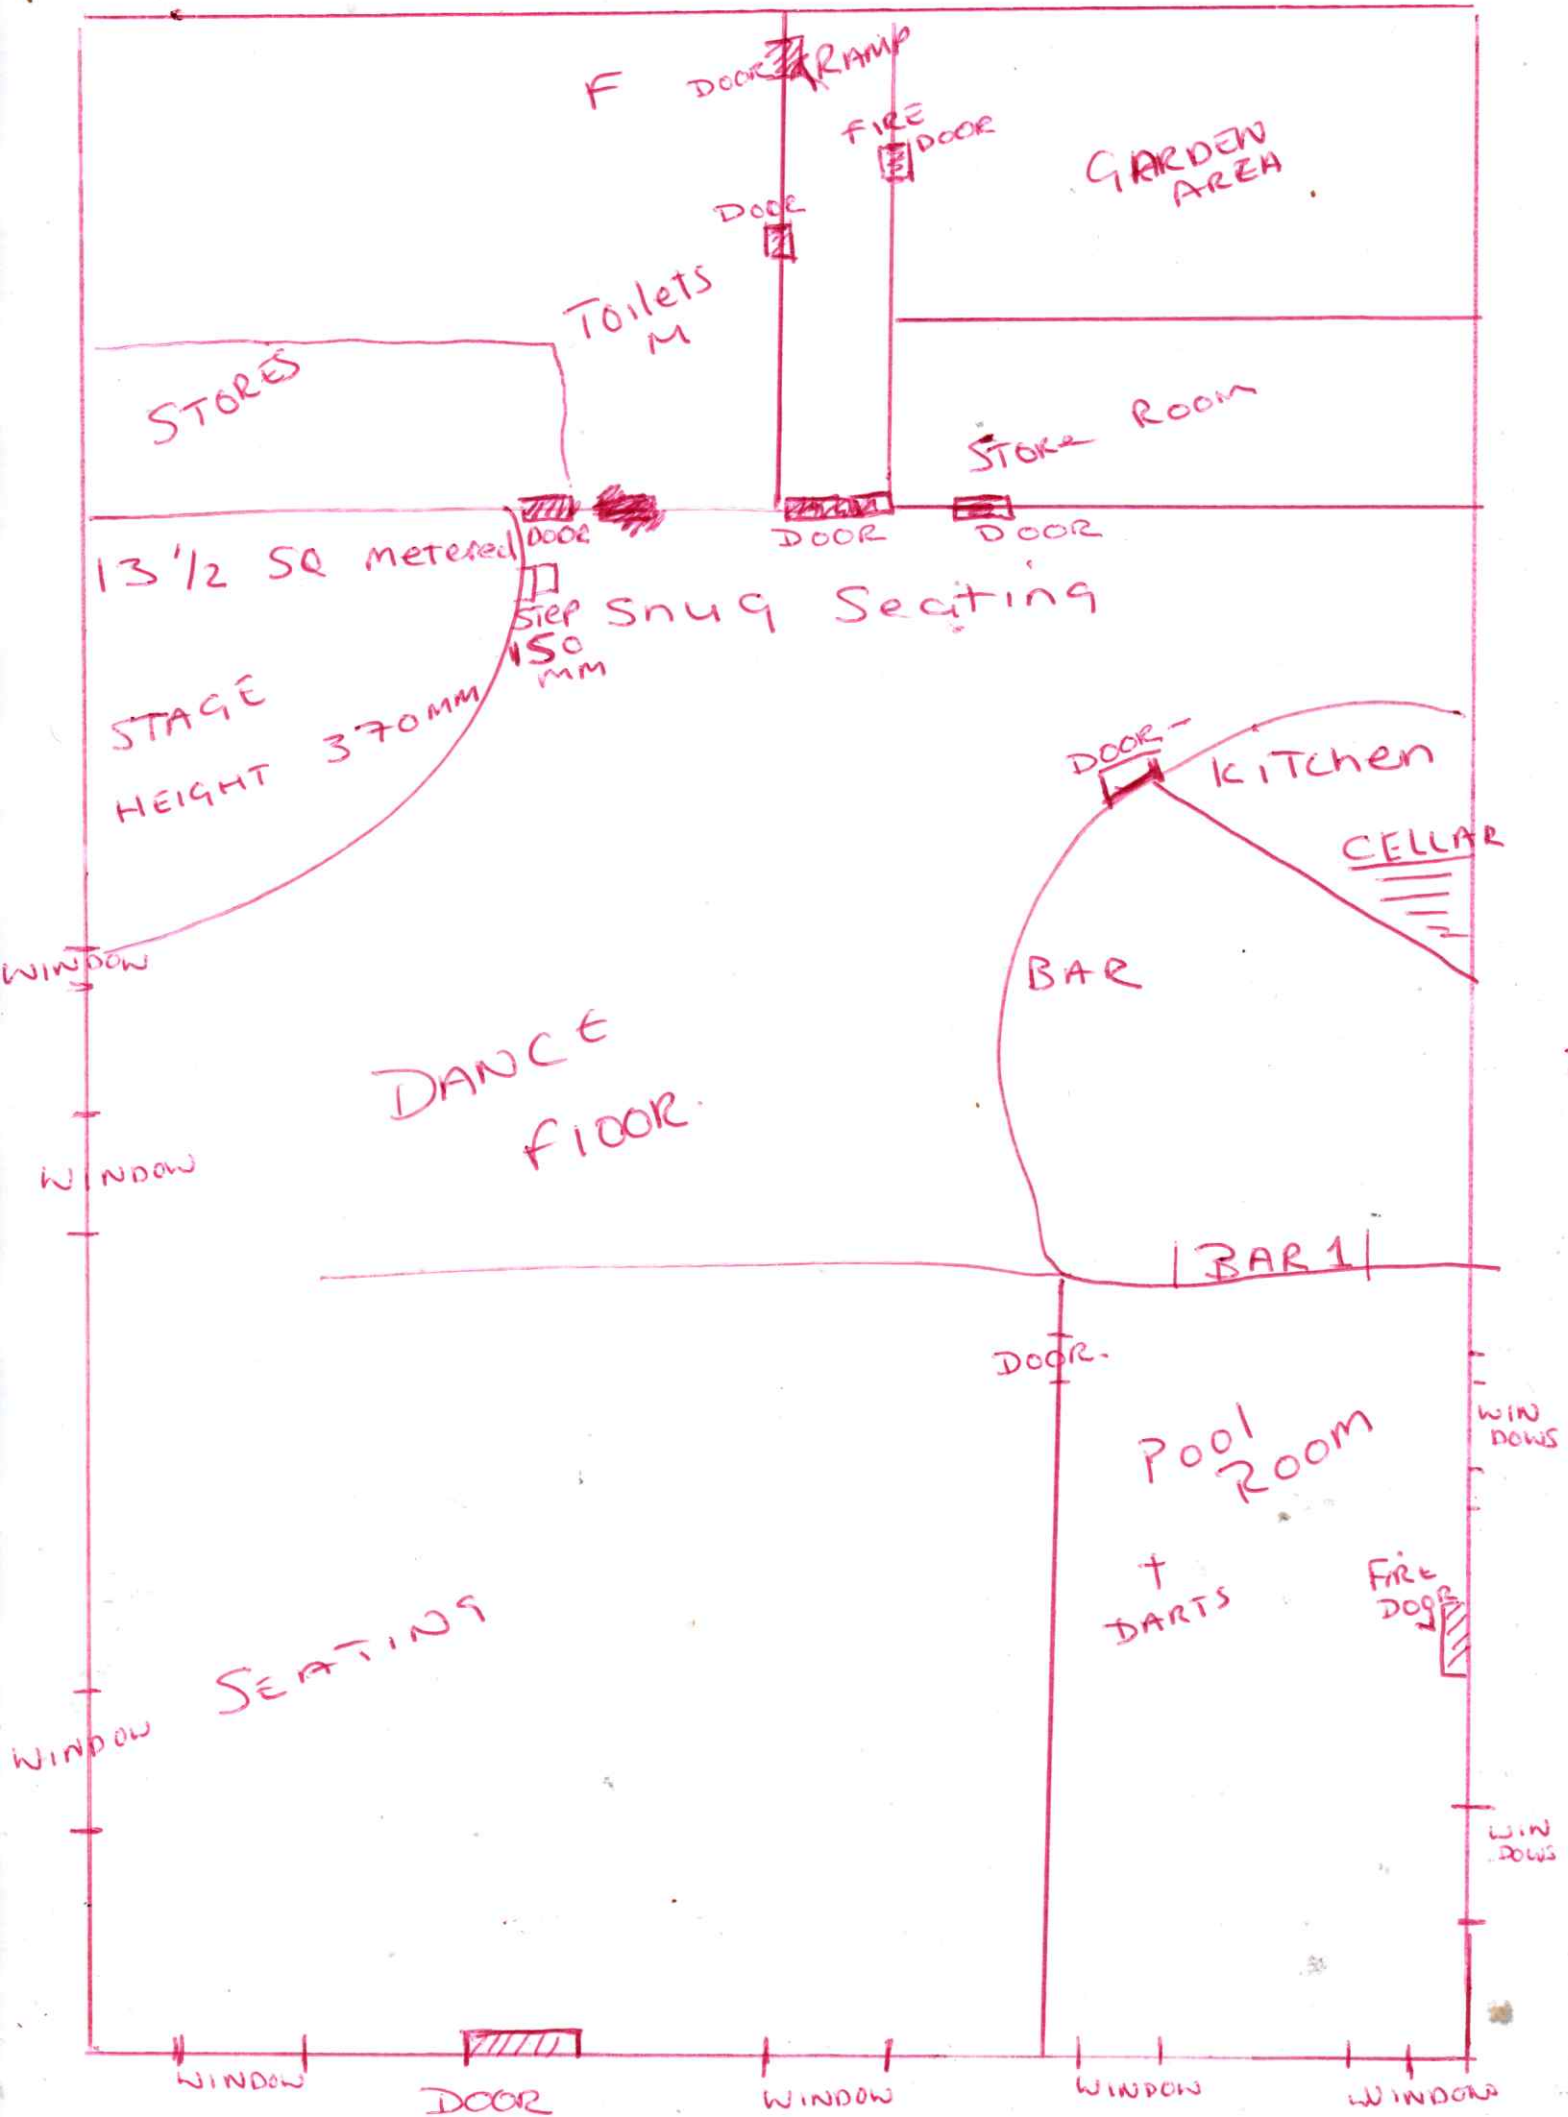 F
DOOR
RAMP
FIRE
DOOR
GARDEN
AREA
DOOR
Toilets
M
STORES
STORE ROOM
DOOR
DOOR
DOOR
13 1/2 SQ metered
Step
150
MM
Snug Seating
STAGE
HEIGHT 370MM
DOOR
KITchen
CELLAR
WINDOW
BAR
DANCE
flOOR.
WINDOW
BAR 1
DOOR.
POOl
ROOM
WIN
DOWS
+
DARTS
FIRE
DOOR
SEATING
WINDOW
WIN
DOWS
WINDOW
DOOR
WINDOW
WINDOW
WINDOW